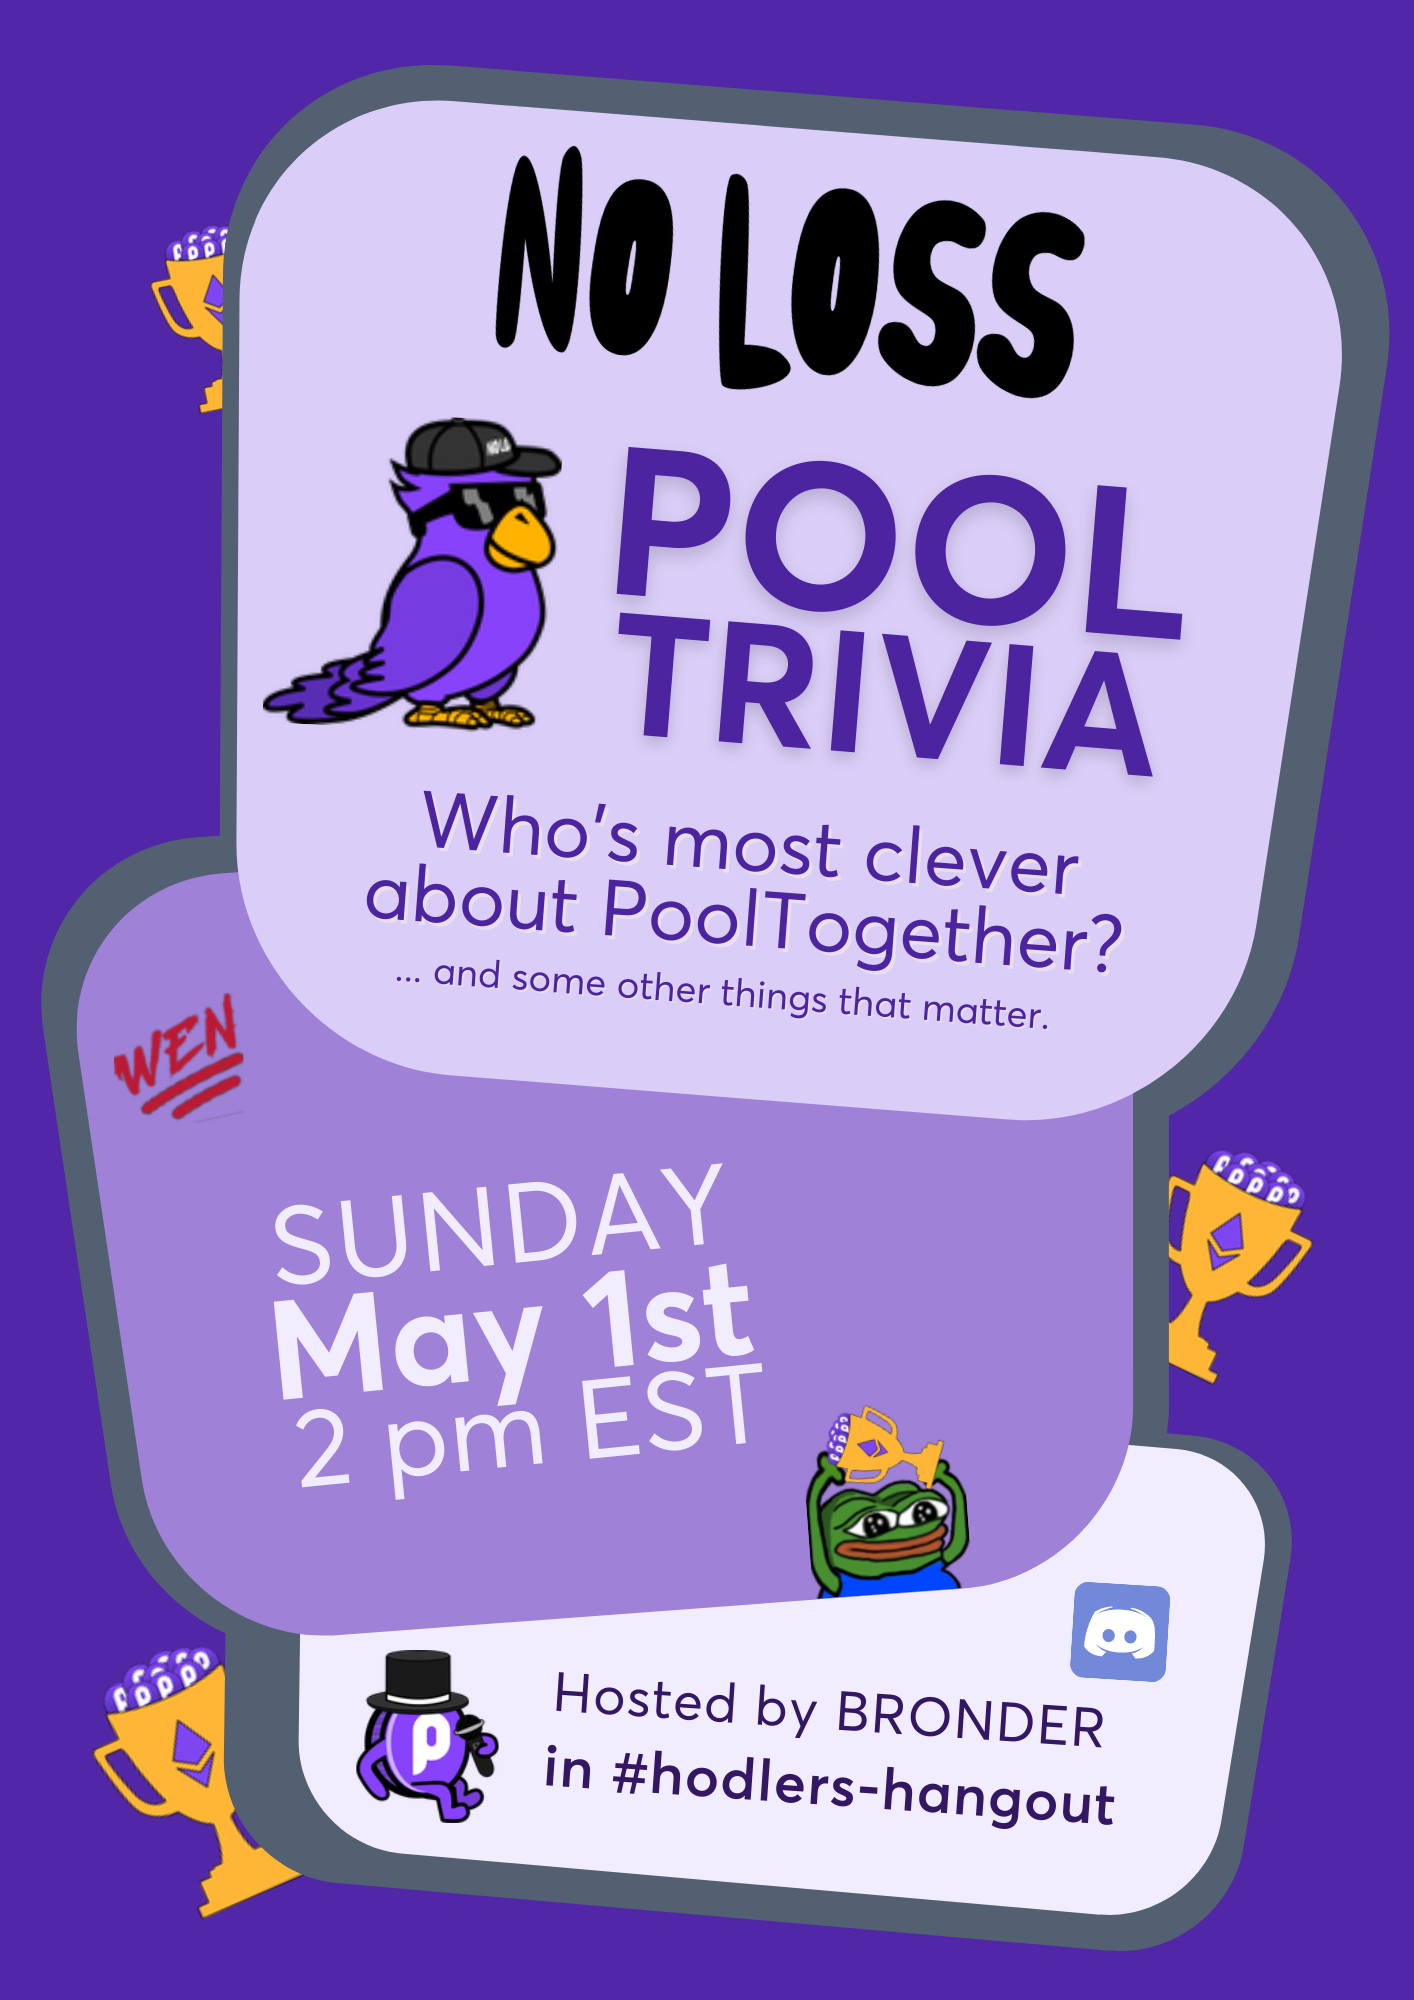 NO LOSS
POOL
TRIVIA
Who's most clever
about PoolTogether?
... and some other things that matter.
WEN
SUNDAY
May 1st
2 pm EST
Hosted by BRONDER
in #hodlers-hangout